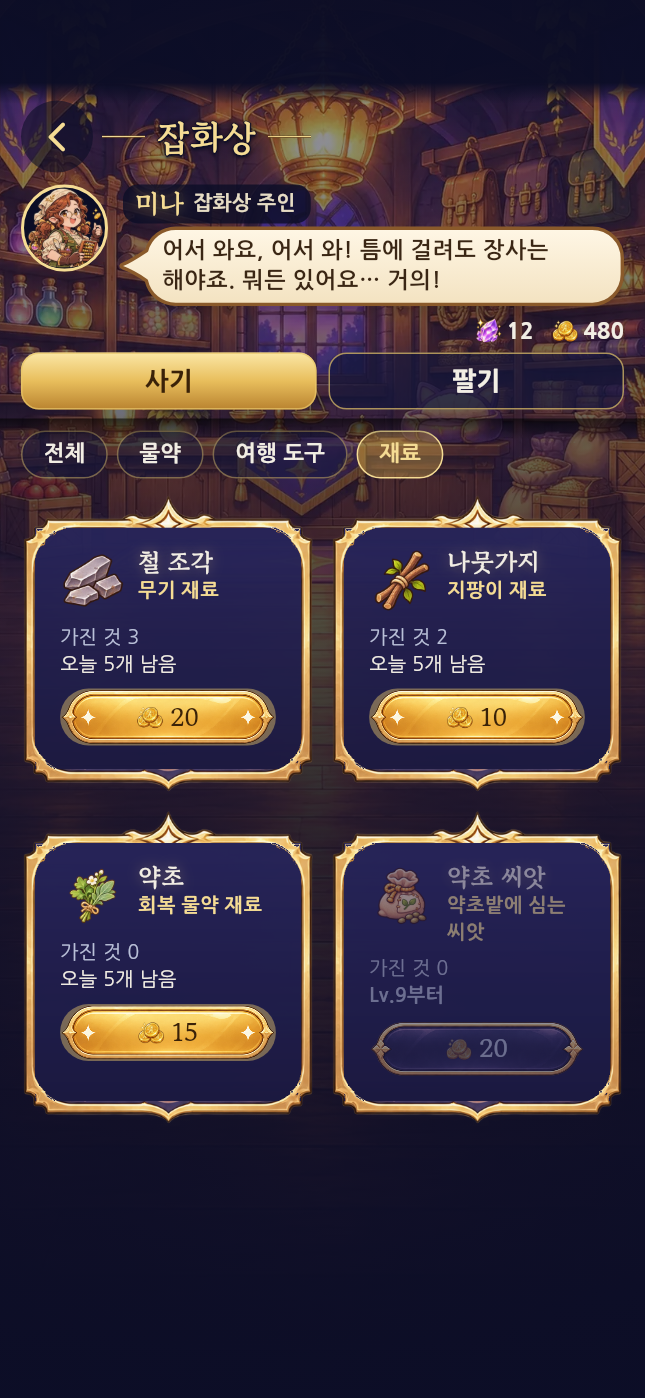 잡화상
미나 잡화상 주인
어서 와요, 어서 와! 틈에 걸려도 장사는
해야죠. 뭐든 있어요… 거의!
12 480
사기 팔기
전체 물약 여행 도구 재료
철 조각
무기 재료
가진 것 3
오늘 5개 남음
20
나뭇가지
지팡이 재료
가진 것 2
오늘 5개 남음
10
약초
회복 물약 재료
가진 것 0
오늘 5개 남음
15
약초 씨앗
약초밭에 심는
씨앗
가진 것 0
Lv.9부터
20